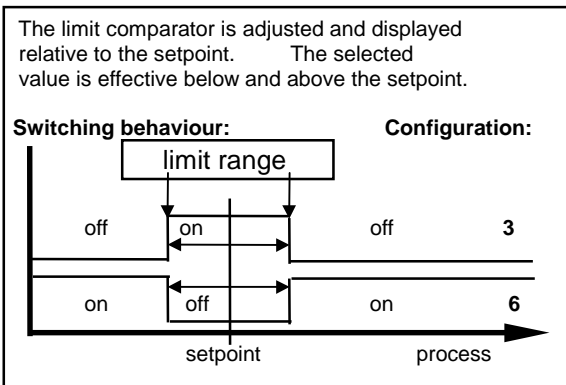 The limit comparator is adjusted and displayed
relative to the setpoint. The selected
value is effective below and above the setpoint.
Switching behaviour: Configuration:
limit range
off on off 3
on off on 6
setpoint process